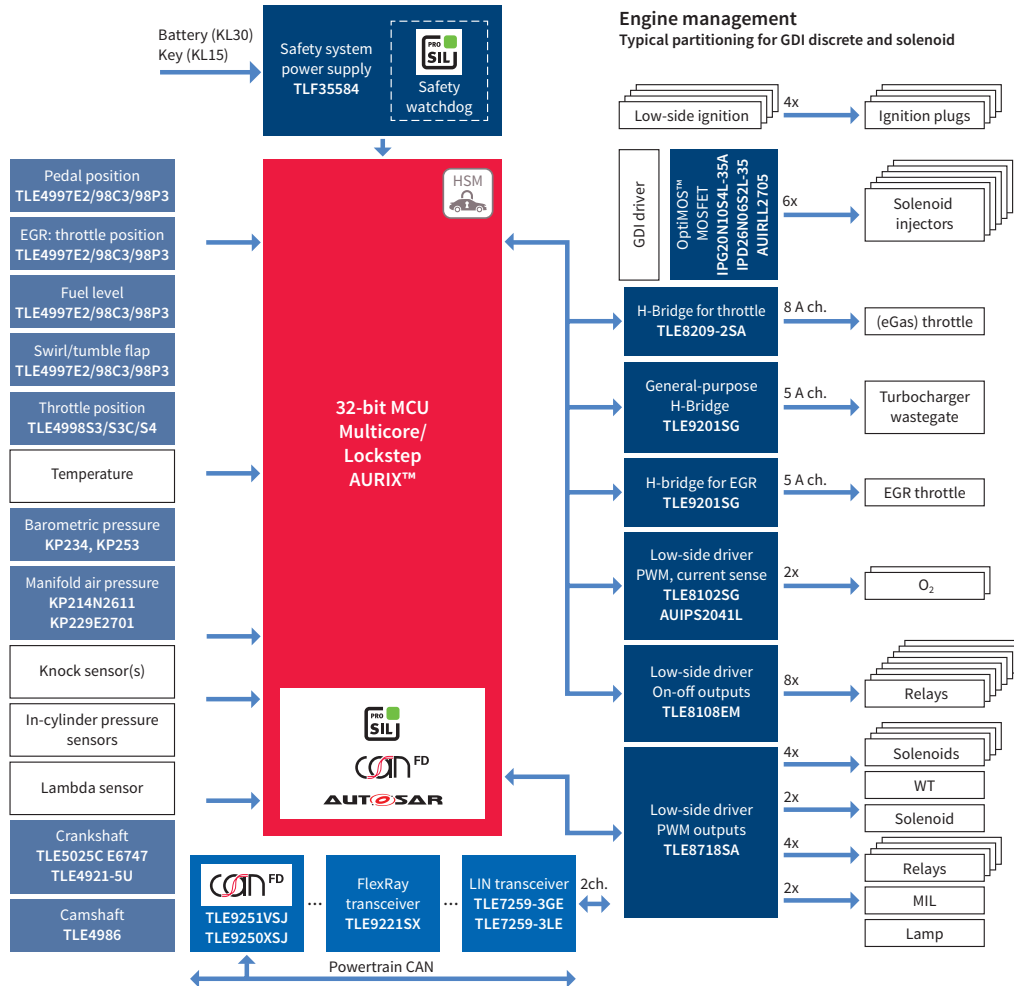 Engine management
Typical partitioning for GDI discrete and solenoid
Battery (KL30)
Key (KL15)
Safety system
power supply
TLF35584
PRO
SIL
Safety
watchdog
Pedal position
TLE4997E2/98C3/98P3
EGR: throttle position
TLE4997E2/98C3/98P3
Fuel level
TLE4997E2/98C3/98P3
Swirl/tumble flap
TLE4997E2/98C3/98P3
Throttle position
TLE4998S3/S3C/S4
Temperature
Barometric pressure
KP234, KP253
Manifold air pressure
KP214N2611
KP229E2701
Knock sensor(s)
In-cylinder pressure
sensors
Lambda sensor
Crankshaft
TLE5025C E6747
TLE4921-5U
Camshaft
TLE4986
HSM
32-bit MCU
Multicore/
Lockstep
AURIX™
PRO
SIL
CAN FD
AUTOSAR
CAN FD
TLE9251VSJ
TLE9250XSJ
...
FlexRay
transceiver
TLE9221SX
...
LIN transceiver
TLE7259-3GE
TLE7259-3LE
2ch.
Powertrain CAN
Low-side ignition
4x
Ignition plugs
GDI driver
OptiMOS™
MOSFET
IPG20N10S4L-35A
IPD26N06S2L-35
AUIRLL2705
6x
Solenoid
injectors
H-Bridge for throttle
TLE8209-2SA
8 A ch.
(eGas) throttle
General-purpose
H-Bridge
TLE9201SG
5 A ch.
Turbocharger
wastegate
H-bridge for EGR
TLE9201SG
5 A ch.
EGR throttle
Low-side driver
PWM, current sense
TLE8102SG
AUIPS2041L
2x
O₂
Low-side driver
On-off outputs
TLE8108EM
8x
Relays
Low-side driver
PWM outputs
TLE8718SA
4x
Solenoids
WT
2x
Solenoid
4x
Relays
2x
MIL
Lamp